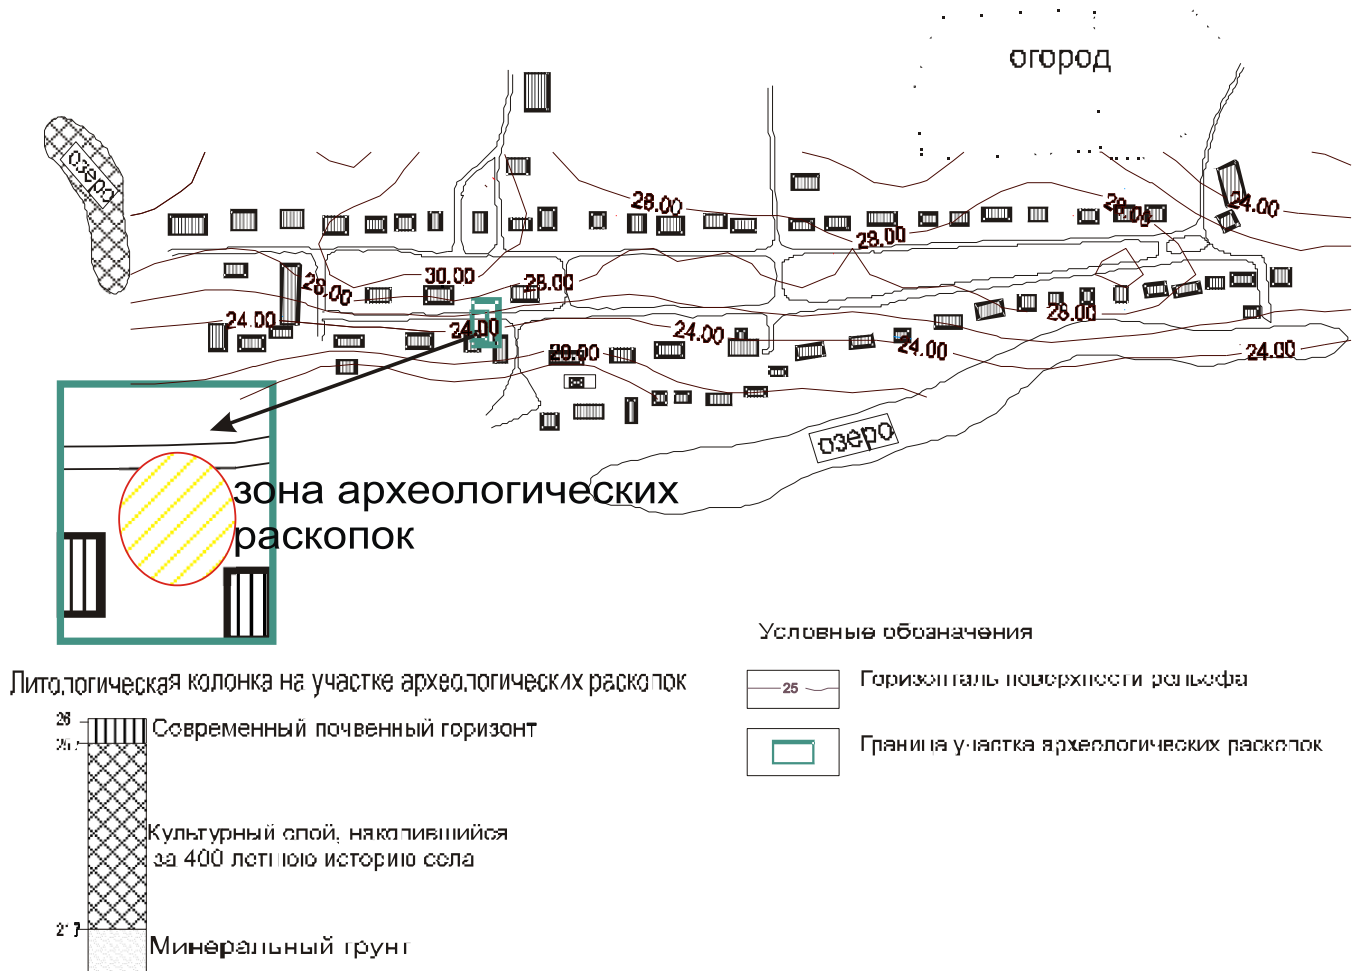 огород
озеро
28.00
24.00
28.00
28.00
30.00
28.00
28.00
24.00
24.00
24.00
28.00
24.00
28.00
24.00
озеро
зона археологических
раскопок
Условные обозначения
25
Горизонталь поверхности рельефа
Граница участка археологических раскопок
Литологическая колонка на участке археологических раскопок
26
Современный почвенный горизонт
Культурный слой, накопившийся
за 400 летнюю историю села
Минеральный грунт